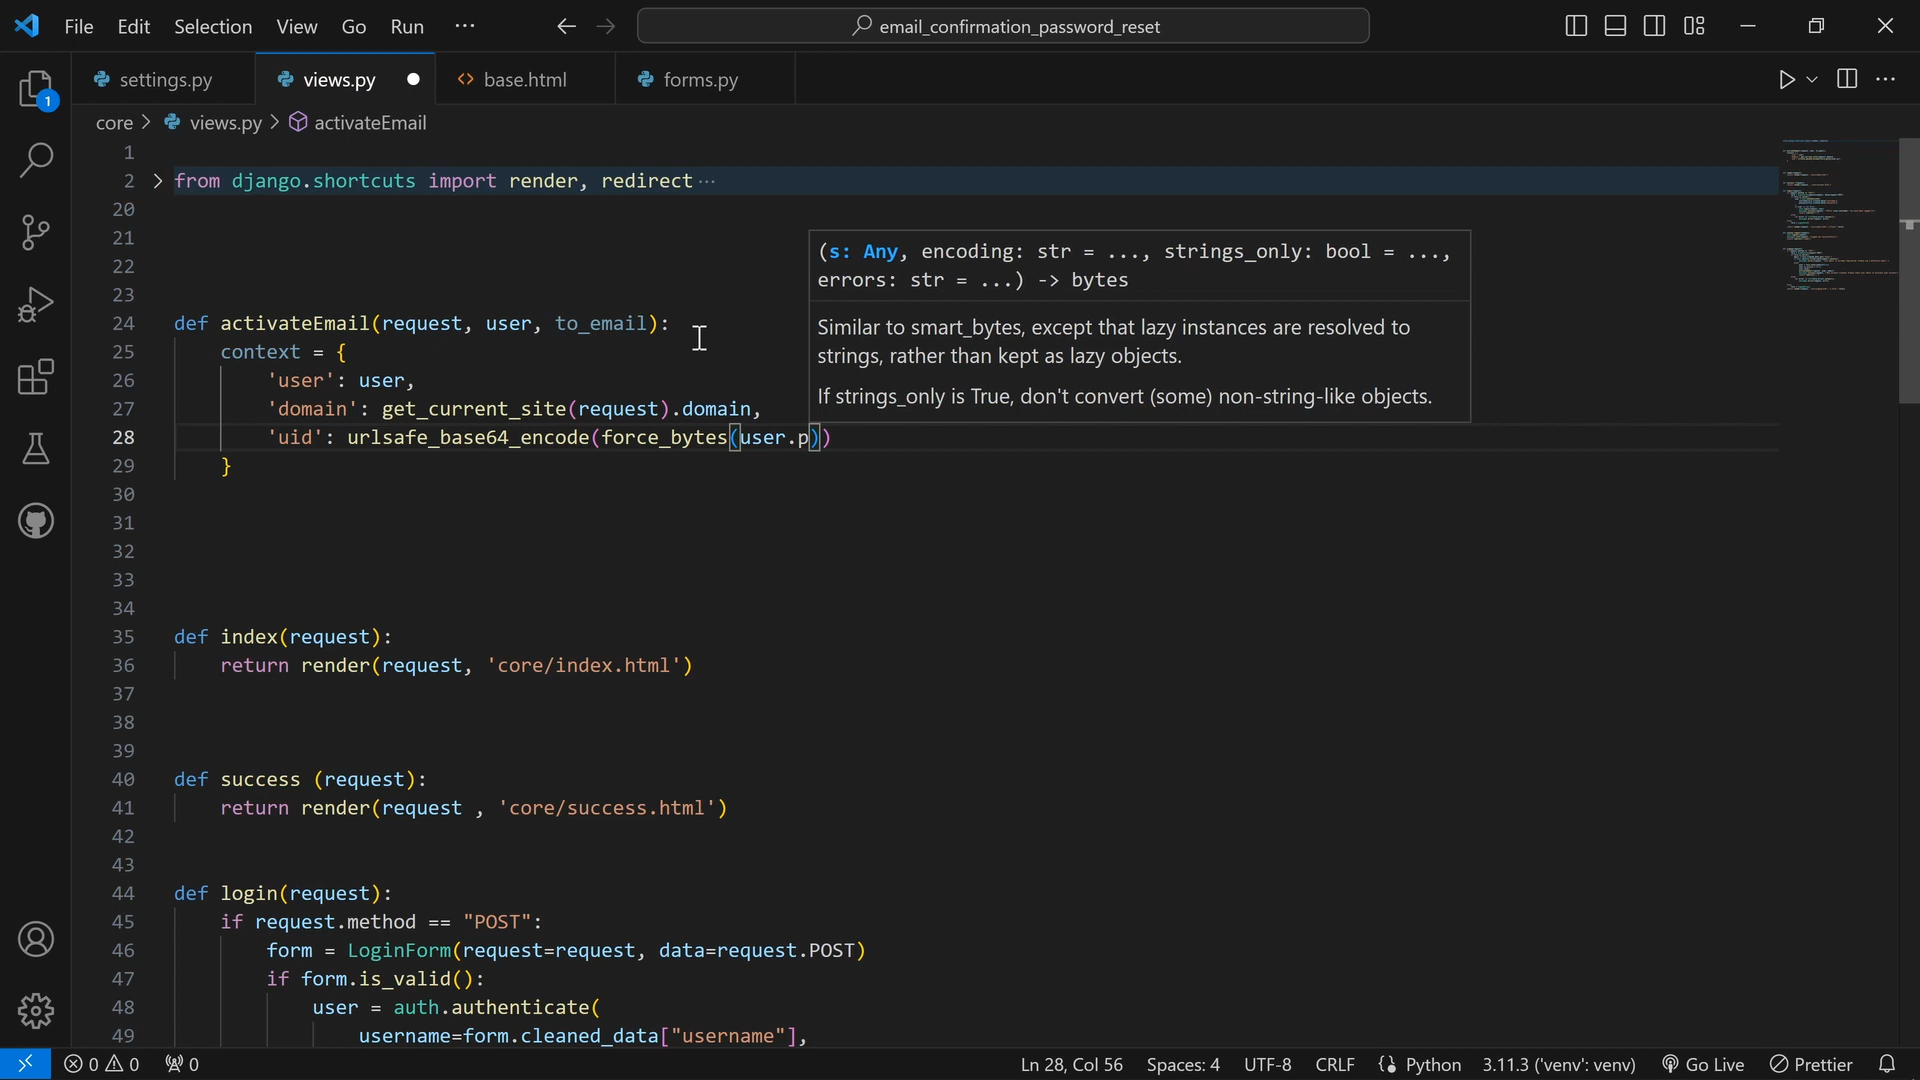 File Edit Selection View Go Run ··· email_confirmation_password_reset
settings.py views.py base.html forms.py
core > views.py > activateEmail
1
2 from django.shortcuts import render, redirect ···
20
21
22
23
24 def activateEmail(request, user, to_email):
25 context = {
26 'user': user,
27 'domain': get_current_site(request).domain,
28 'uid': urlsafe_base64_encode(force_bytes(user.p))
29 }
30
31
32
33
34
35 def index(request):
36 return render(request, 'core/index.html')
37
38
39
40 def success (request):
41 return render(request , 'core/success.html')
42
43
44 def login(request):
45 if request.method == "POST":
46 form = LoginForm(request=request, data=request.POST)
47 if form.is_valid():
48 user = auth.authenticate(
49 username=form.cleaned_data["username"],
(s: Any, encoding: str = ..., strings_only: bool = ...,
errors: str = ...) -> bytes
Similar to smart_bytes, except that lazy instances are resolved to
strings, rather than kept as lazy objects.
If strings_only is True, don't convert (some) non-string-like objects.
1
0 0 0 Ln 28, Col 56 Spaces: 4 UTF-8 CRLF Python 3.11.3 ('venv': venv) Go Live Prettier